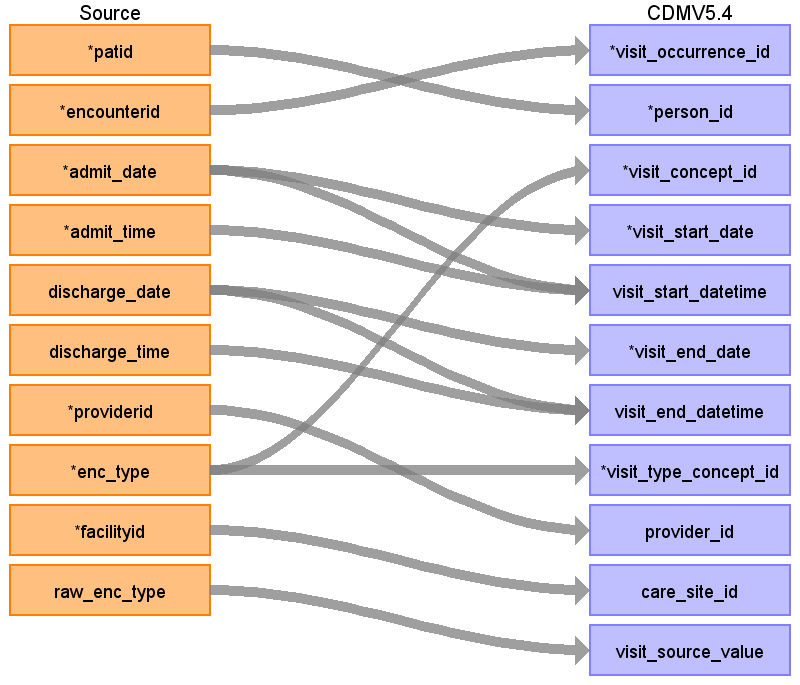 Source
CDMV5.4
*patid
*visit_occurrence_id
*encounterid
*person_id
*admit_date
*visit_concept_id
*admit_time
*visit_start_date
discharge_date
visit_start_datetime
discharge_time
*visit_end_date
*providerid
visit_end_datetime
*enc_type
*visit_type_concept_id
*facilityid
provider_id
raw_enc_type
care_site_id
visit_source_value